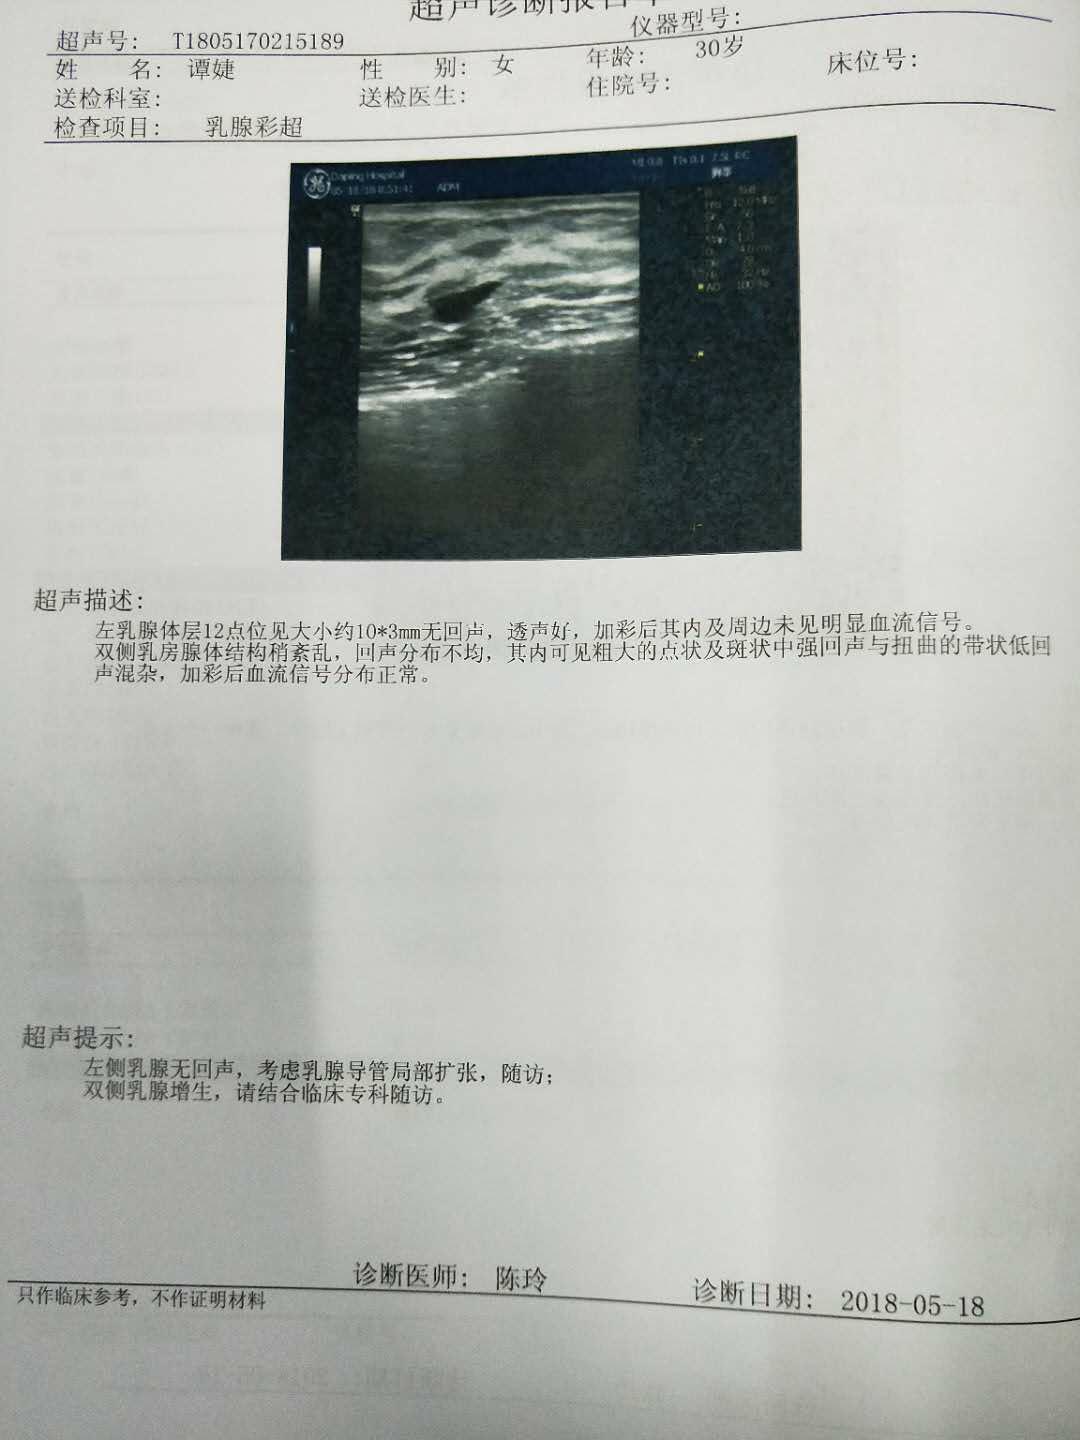 超声诊断报告单
仪器型号:
超声号: T1805170215189
姓 名: 谭婕 性 别: 女 年龄: 30岁 床位号:
送检科室: 送检医生: 住院号:
检查项目: 乳腺彩超
Daping Hospital
ADM
超声描述:
左乳腺体层12点位见大小约10*3mm无回声，透声好，加彩后其内及周边未见明显血流信号。
双侧乳房腺体结构稍紊乱，回声分布不均，其内可见粗大的点状及斑状中强回声与扭曲的带状低回
声混杂，加彩后血流信号分布正常。
超声提示:
左侧乳腺无回声，考虑乳腺导管局部扩张，随访；
双侧乳腺增生，请结合临床专科随访。
诊断医师: 陈玲 诊断日期: 2018-05-18
只作临床参考，不作证明材料